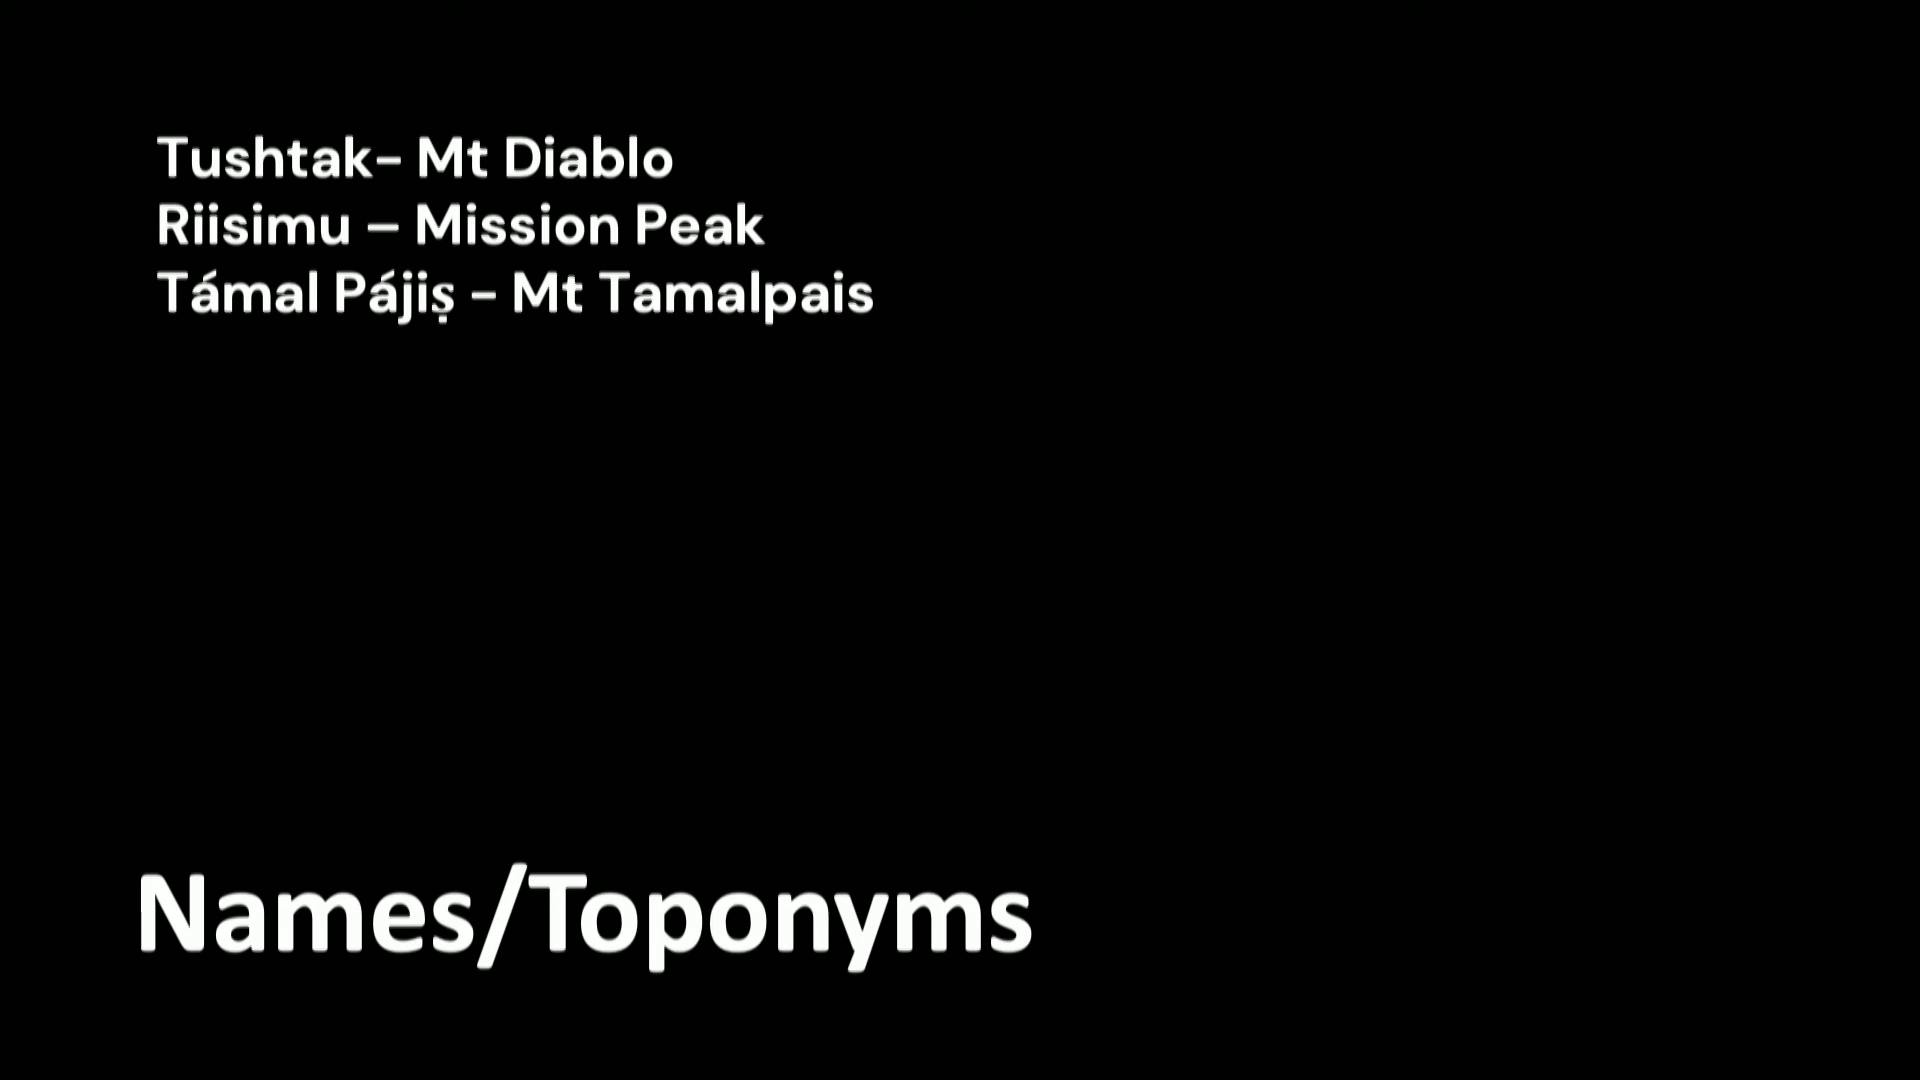 Tushtak- Mt Diablo
Riisimu – Mission Peak
Támal Pájiṣ - Mt Tamalpais
Names/Toponyms